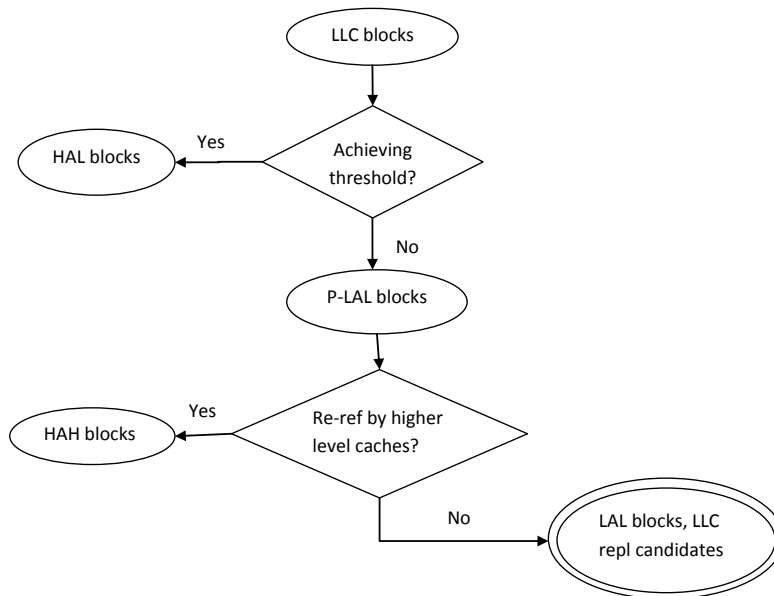 LLC blocks
Yes
HAL blocks
Achieving
threshold?
No
P-LAL blocks
Yes
HAH blocks
Re-ref by higher
level caches?
No
LAL blocks, LLC
repl candidates